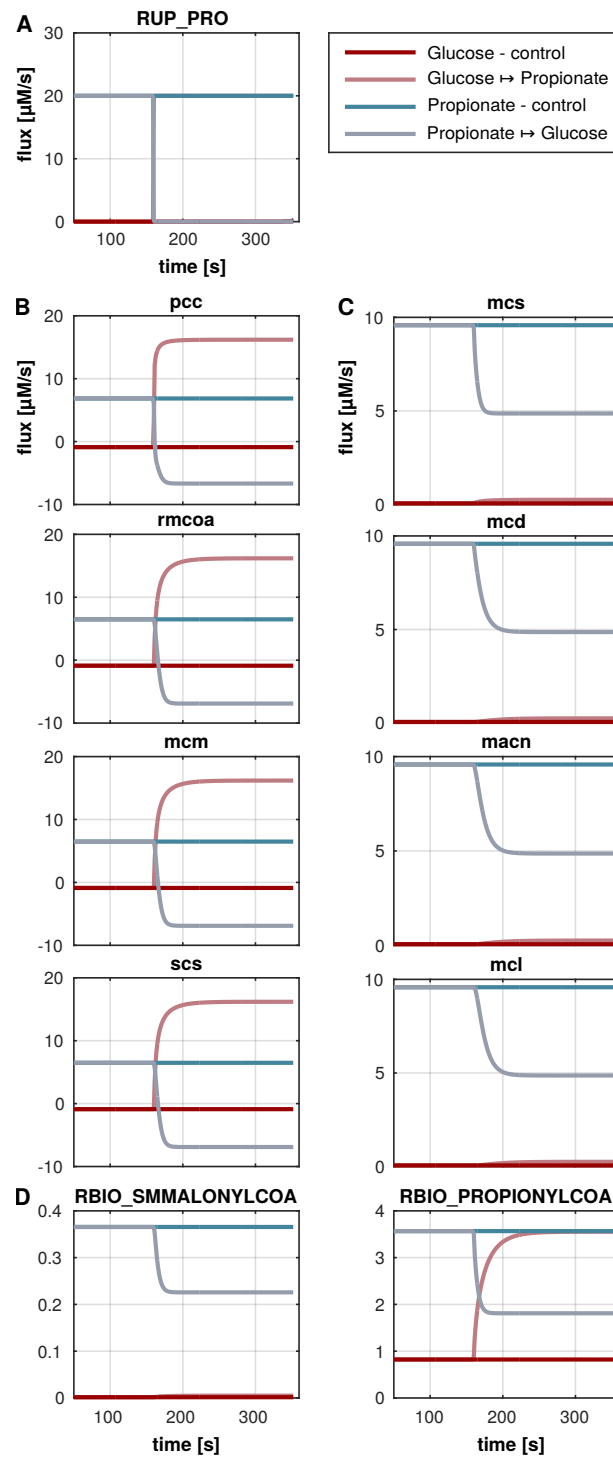 A
RUP_PRO
30
20
10
0
flux [µM/s]
100 200 300
time [s]
Glucose - control
Glucose ↦ Propionate
Propionate - control
Propionate ↦ Glucose
B
pcc
20
10
0
-10
flux [µM/s]
C
mcs
10
5
0
flux [µM/s]
rmcoa
20
10
0
-10
mcd
10
5
0
mcm
20
10
0
-10
macn
10
5
0
scs
20
10
0
-10
mcl
10
5
0
D
RBIO_SMMALONYLCOA
0.4
0.3
0.2
0.1
0
100 200 300
time [s]
RBIO_PROPIONYLCOA
4
3
2
1
0
100 200 300
time [s]